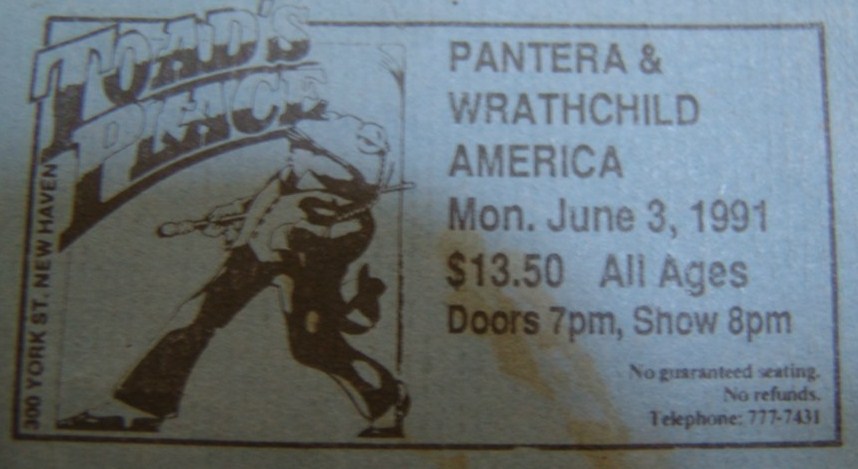 TOAD'S
PLACE
300 YORK ST. NEW HAVEN
PANTERA &
WRATHCHILD
AMERICA
Mon. June 3, 1991
$13.50 All Ages
Doors 7pm, Show 8pm
No guaranteed seating.
No refunds.
Telephone: 777-7431